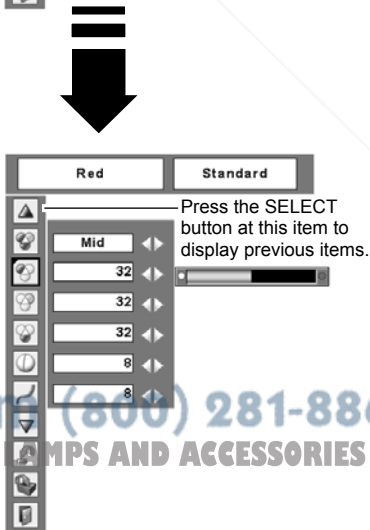 Red Standard
Press the SELECT
button at this item to
display previous items.
Mid
32
32
32
8
8
(800) 281-88
AMPS AND ACCESSORIES